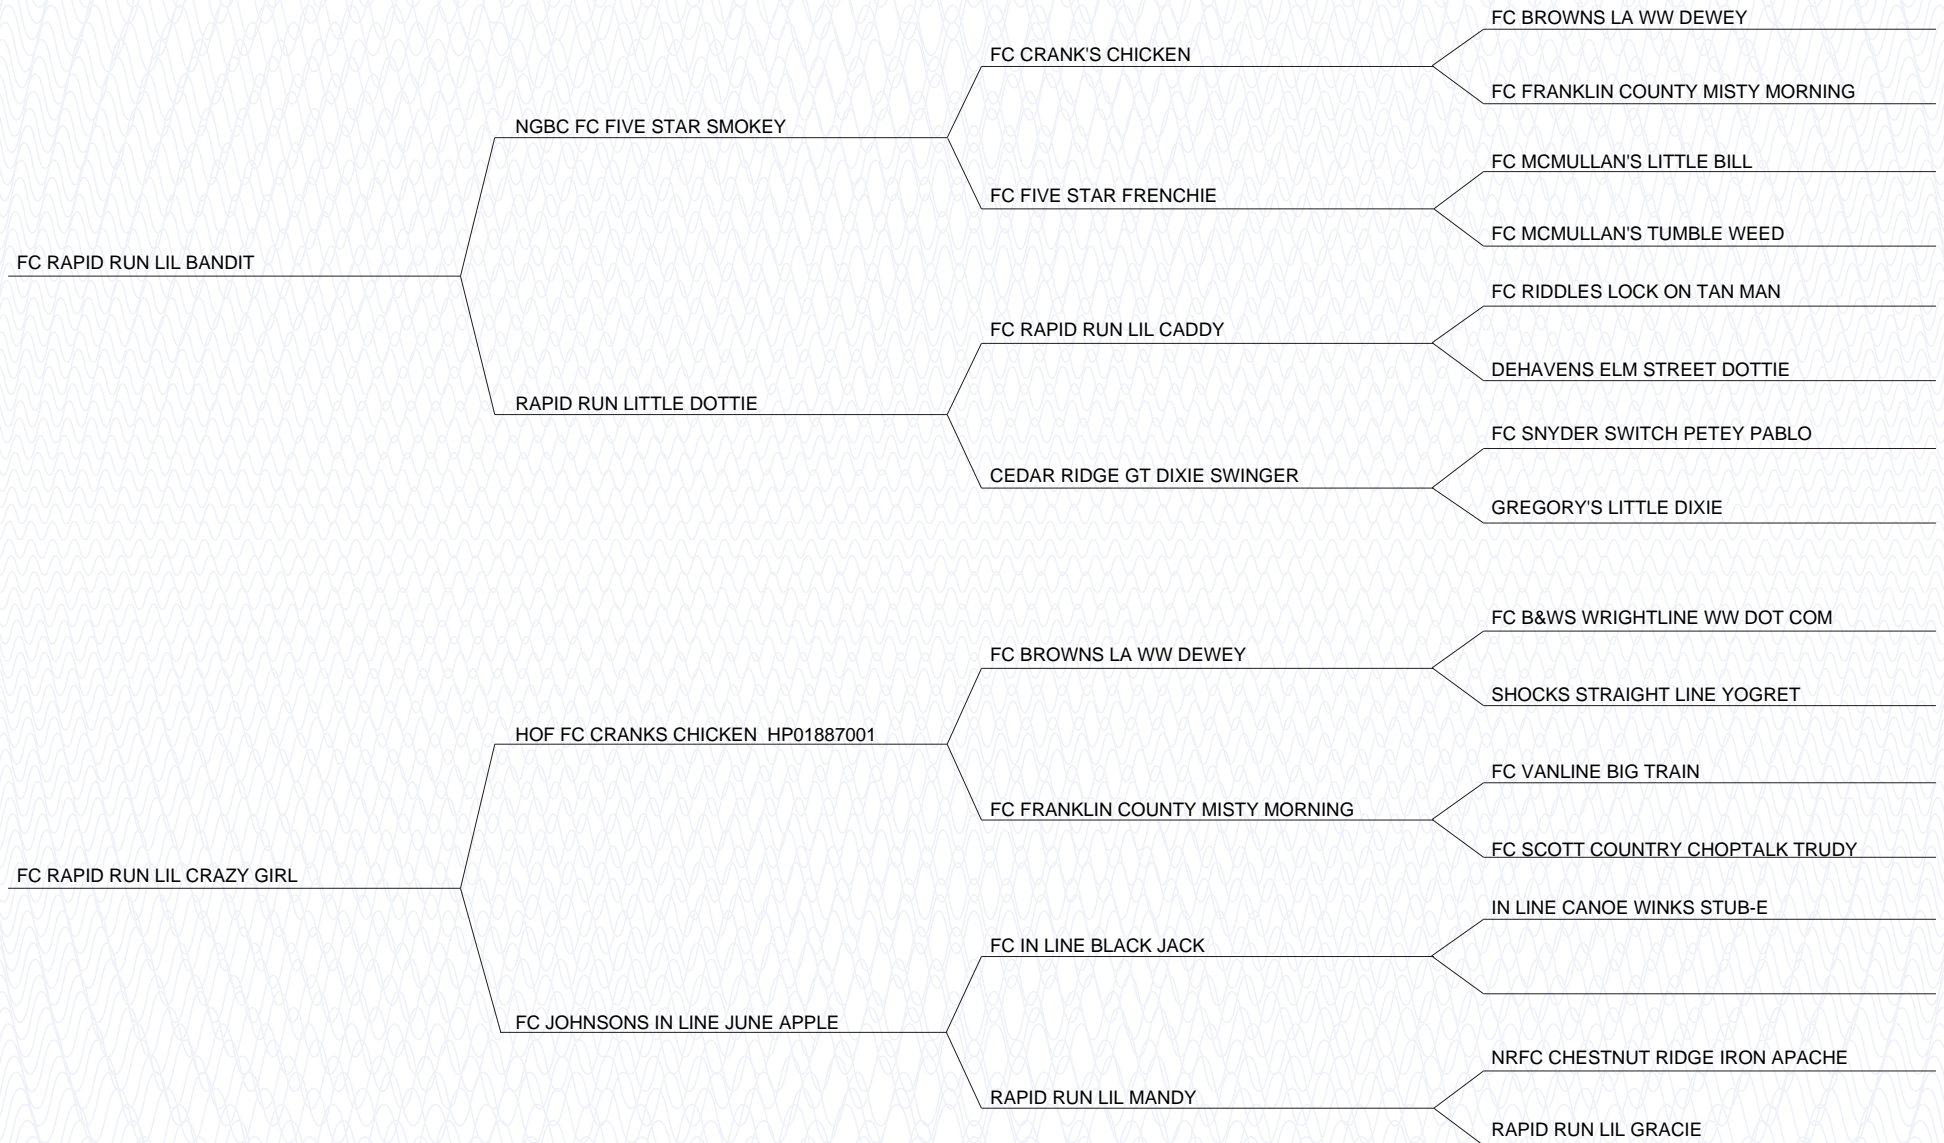 FC BROWNS LA WW DEWEY
FC CRANK'S CHICKEN
FC FRANKLIN COUNTY MISTY MORNING
NGBC FC FIVE STAR SMOKEY
FC MCMULLAN'S LITTLE BILL
FC FIVE STAR FRENCHIE
FC MCMULLAN'S TUMBLE WEED
FC RAPID RUN LIL BANDIT
FC RIDDLES LOCK ON TAN MAN
FC RAPID RUN LIL CADDY
DEHAVENS ELM STREET DOTTIE
RAPID RUN LITTLE DOTTIE
FC SNYDER SWITCH PETEY PABLO
CEDAR RIDGE GT DIXIE SWINGER
GREGORY'S LITTLE DIXIE
FC B&WS WRIGHTLINE WW DOT COM
FC BROWNS LA WW DEWEY
SHOCKS STRAIGHT LINE YOGRET
HOF FC CRANKS CHICKEN  HP01887001
FC VANLINE BIG TRAIN
FC FRANKLIN COUNTY MISTY MORNING
FC SCOTT COUNTRY CHOPTALK TRUDY
FC RAPID RUN LIL CRAZY GIRL
IN LINE CANOE WINKS STUB-E
FC IN LINE BLACK JACK
FC JOHNSONS IN LINE JUNE APPLE
NRFC CHESTNUT RIDGE IRON APACHE
RAPID RUN LIL MANDY
RAPID RUN LIL GRACIE